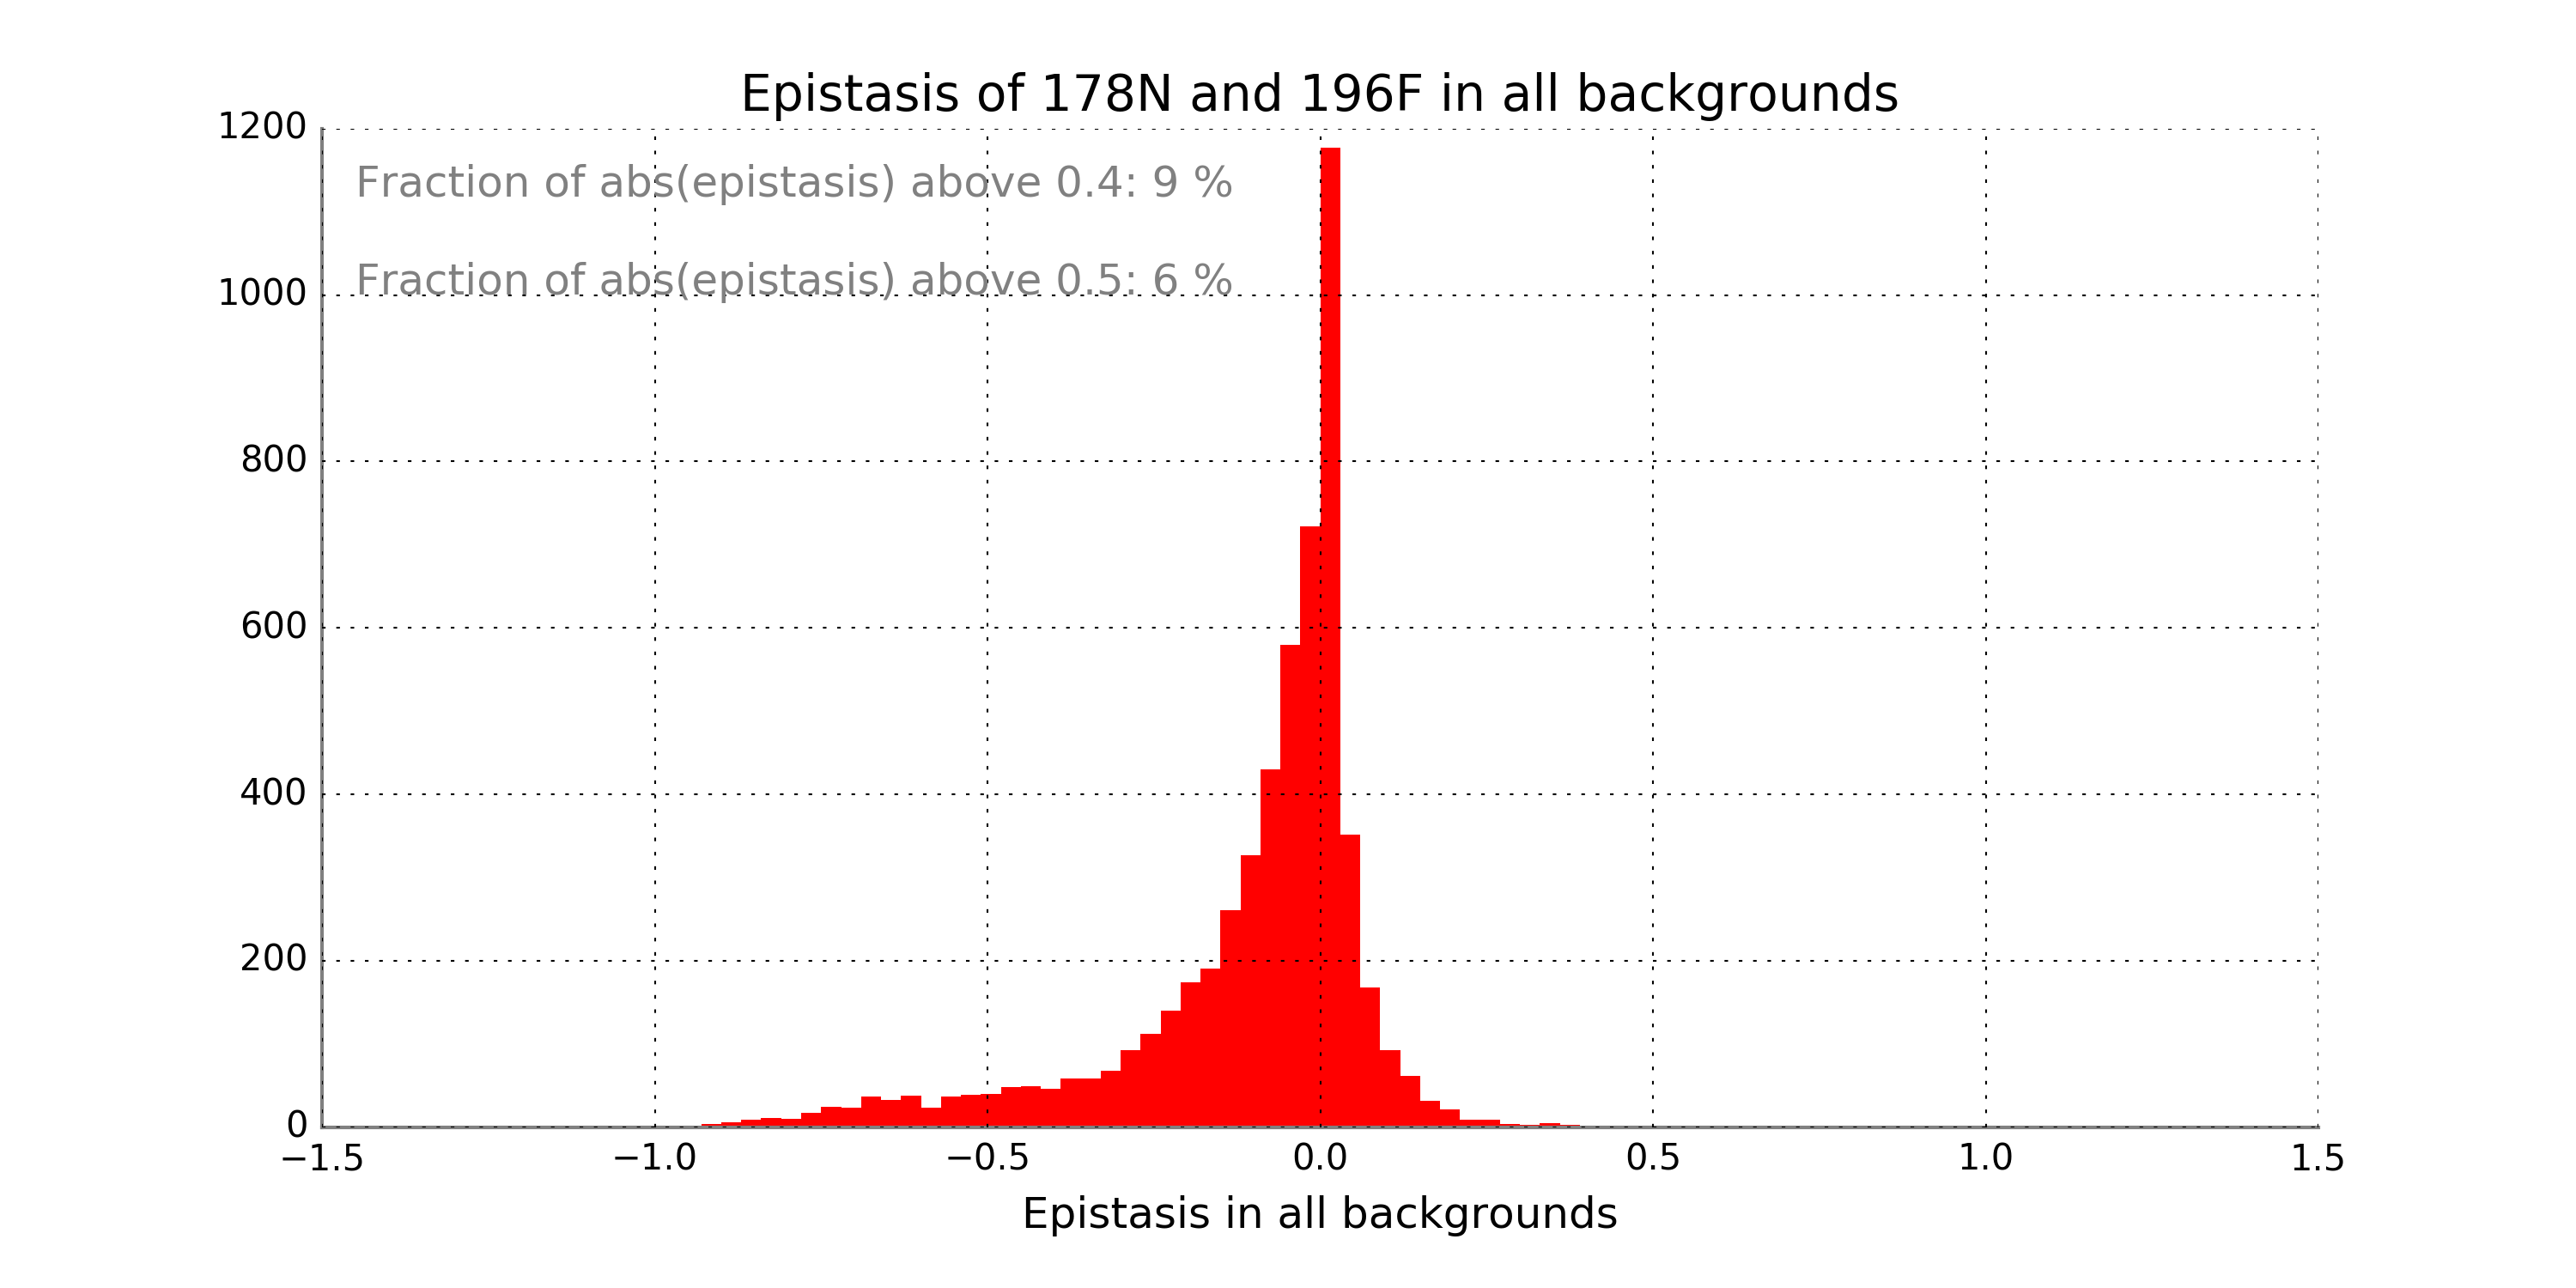 Epistasis of 178N and 196F in all backgrounds
1200
Fraction of abs(epistasis) above 0.4: 9 %
Fraction of abs(epistasis) above 0.5: 6 %
1000
800
600
400
200
0
−1.5 −1.0 −0.5 0.0 0.5 1.0 1.5
Epistasis in all backgrounds